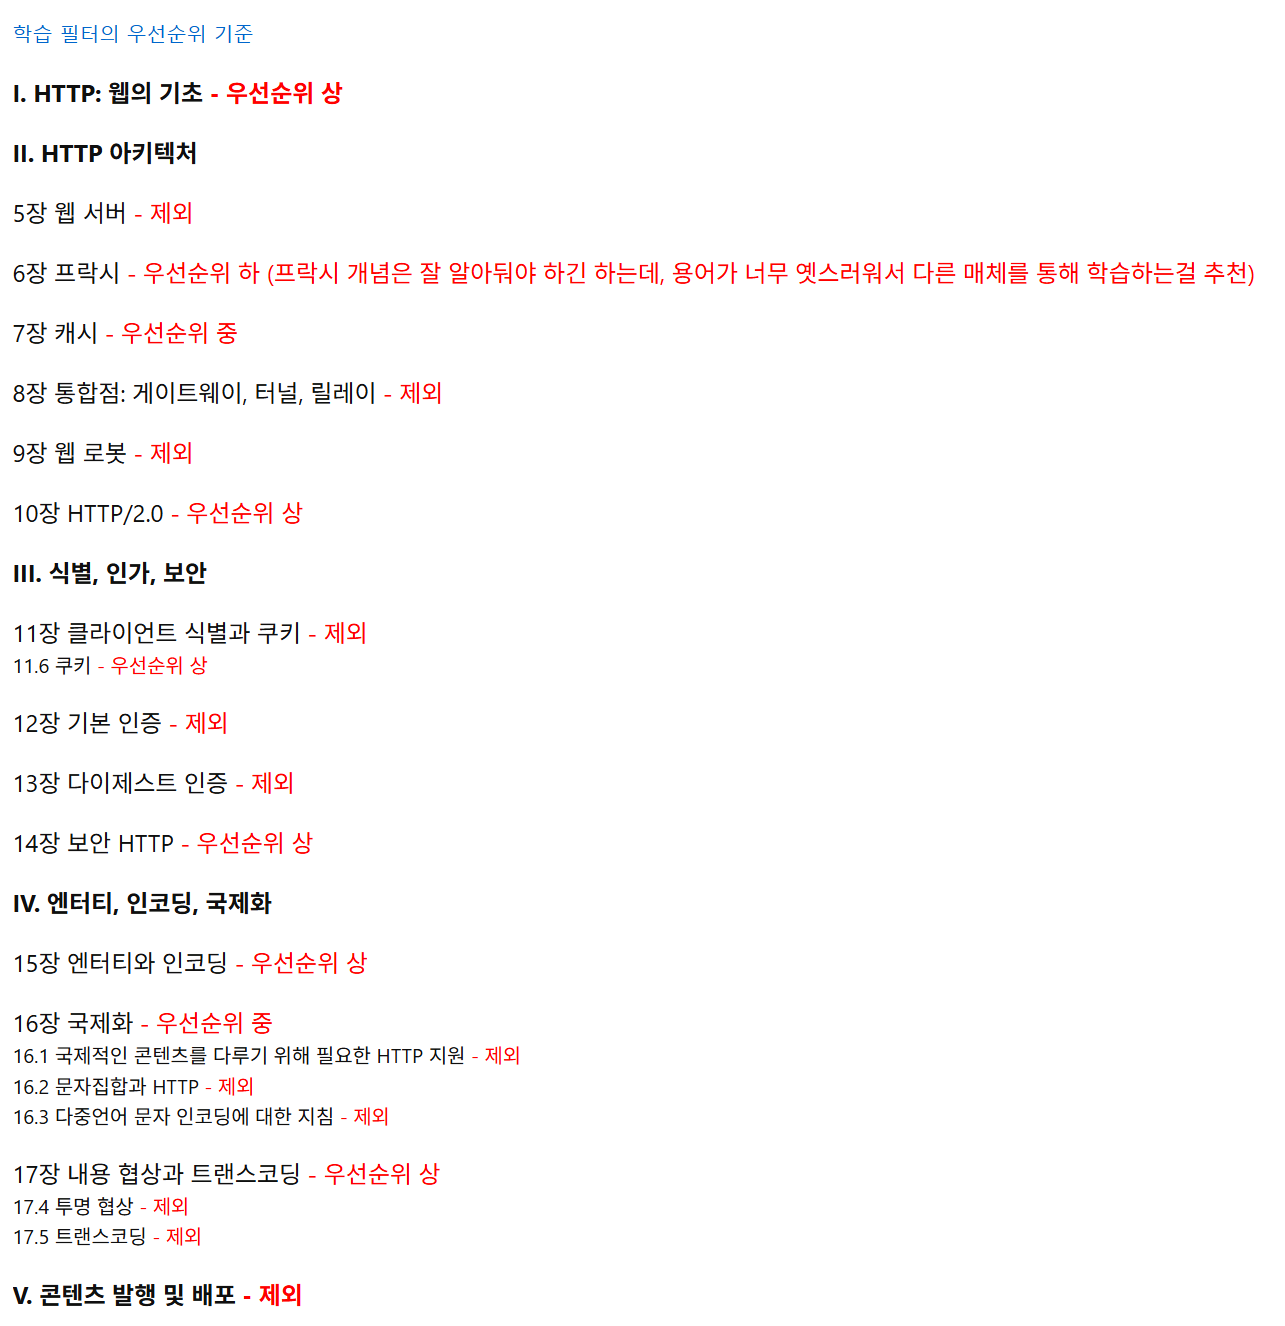 학습 필터의 우선순위 기준
I. HTTP: 웹의 기초 - 우선순위 상
II. HTTP 아키텍처
5장 웹 서버 - 제외
6장 프락시 - 우선순위 하 (프락시 개념은 잘 알아둬야 하긴 하는데, 용어가 너무 옛스러워서 다른 매체를 통해 학습하는걸 추천)
7장 캐시 - 우선순위 중
8장 통합점: 게이트웨이, 터널, 릴레이 - 제외
9장 웹 로봇 - 제외
10장 HTTP/2.0 - 우선순위 상
III. 식별, 인가, 보안
11장 클라이언트 식별과 쿠키 - 제외
11.6 쿠키 - 우선순위 상
12장 기본 인증 - 제외
13장 다이제스트 인증 - 제외
14장 보안 HTTP - 우선순위 상
IV. 엔터티, 인코딩, 국제화
15장 엔터티와 인코딩 - 우선순위 상
16장 국제화 - 우선순위 중
16.1 국제적인 콘텐츠를 다루기 위해 필요한 HTTP 지원 - 제외
16.2 문자집합과 HTTP - 제외
16.3 다중언어 문자 인코딩에 대한 지침 - 제외
17장 내용 협상과 트랜스코딩 - 우선순위 상
17.4 투명 협상 - 제외
17.5 트랜스코딩 - 제외
V. 콘텐츠 발행 및 배포 - 제외